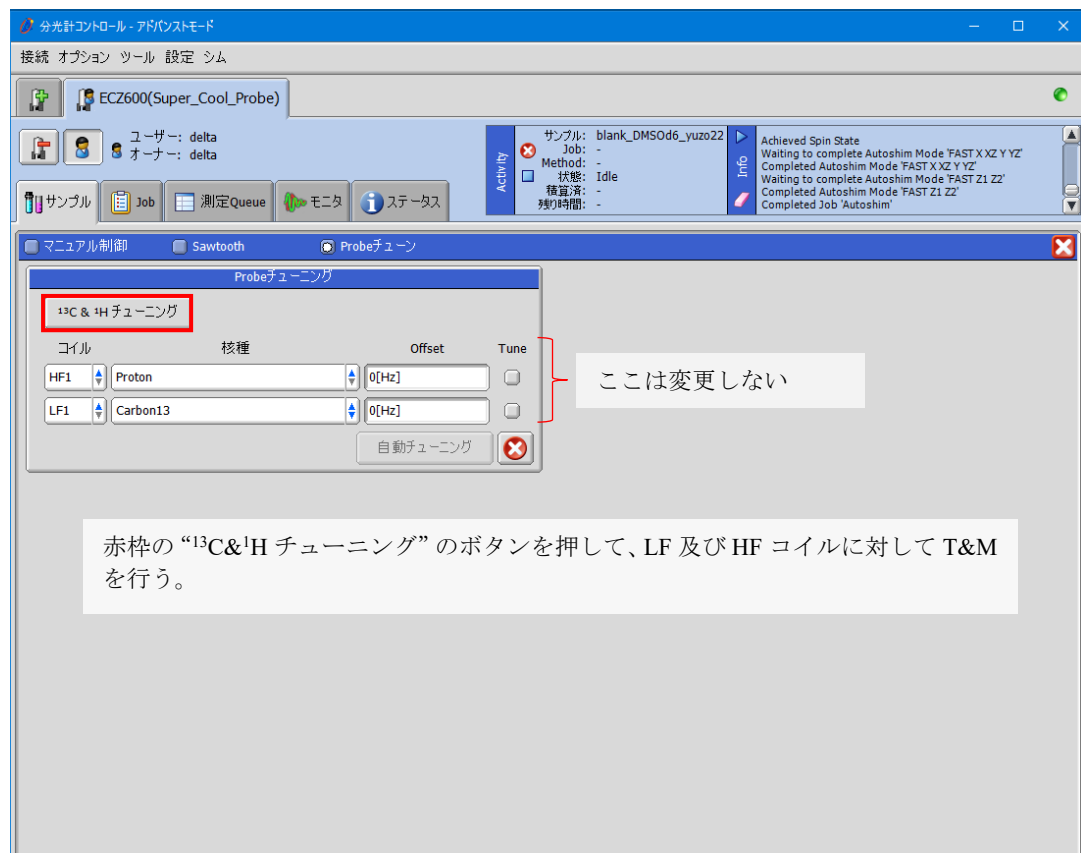 分光計コントロール - アドバンストモード
接続 オプション ツール 設定 シム
ECZ600(Super_Cool_Probe)
ユーザー: delta
オーナー: delta
Activity
サンプル: blank_DMSOd6_yuzo22
Job: -
Method: -
状態: Idle
積算済: -
残り時間: -
Info
Achieved Spin State
Waiting to complete Autoshim Mode 'FAST X XZ Y YZ'
Completed Autoshim Mode 'FAST X XZ Y YZ'
Waiting to complete Autoshim Mode 'FAST Z1 Z2'
Completed Autoshim Mode 'FAST Z1 Z2'
Completed Job 'Autoshim'
サンプル Job 測定Queue モニタ ステータス
マニュアル制御 Sawtooth Probeチューン
Probeチューニング
¹³C & ¹H チューニング
コイル 核種 Offset Tune
HF1 Proton 0[Hz]
LF1 Carbon13 0[Hz]
自動チューニング
ここは変更しない
赤枠の “¹³C&¹H チューニング” のボタンを押して、LF 及び HF コイルに対して T&M
を行う。